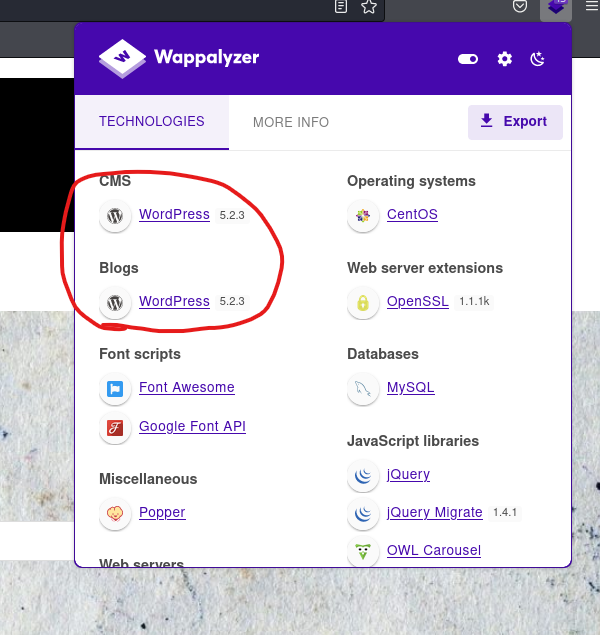 Wappalyzer
TECHNOLOGIES
MORE INFO
Export
CMS
WordPress 5.2.3
Blogs
WordPress 5.2.3
Font scripts
Font Awesome
Google Font API
Miscellaneous
Popper
Web servers
Operating systems
CentOS
Web server extensions
OpenSSL 1.1.1k
Databases
MySQL
JavaScript libraries
jQuery
jQuery Migrate 1.4.1
OWL Carousel